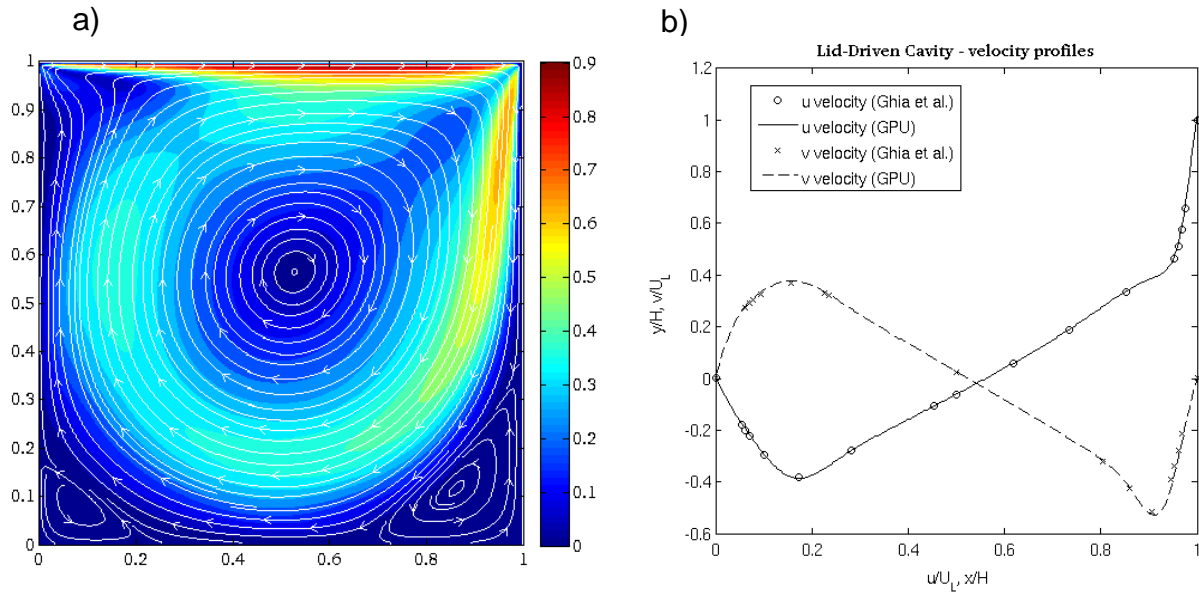 a)
1
0.9
0.8
0.7
0.6
0.5
0.4
0.3
0.2
0.1
0
0 0.2 0.4 0.6 0.8 1
0.9
0.8
0.7
0.6
0.5
0.4
0.3
0.2
0.1
0
b)
Lid-Driven Cavity - velocity profiles
1.2
1
0.8
0.6
0.4
0.2
0
-0.2
-0.4
-0.6
y/H, v/U_L
u velocity (Ghia et al.)
u velocity (GPU)
v velocity (Ghia et al.)
v velocity (GPU)
0 0.2 0.4 0.6 0.8 1
u/U_L, x/H